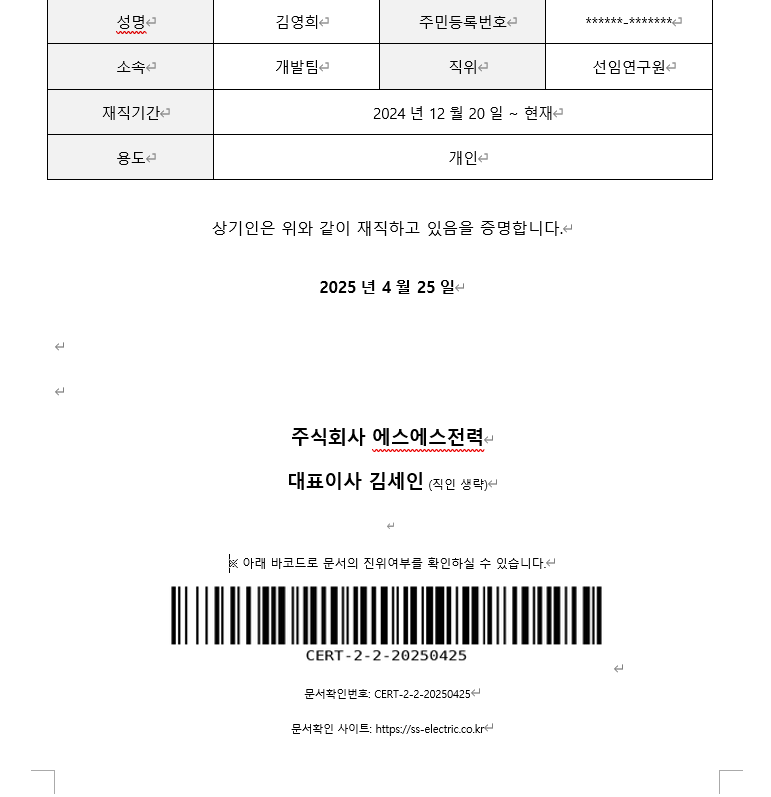 성명 김영희 주민등록번호 ******-*******
소속 개발팀 직위 선임연구원
재직기간 2024 년 12 월 20 일 ~ 현재
용도 개인
상기인은 위와 같이 재직하고 있음을 증명합니다.
2025 년 4 월 25 일
주식회사 에스에스전력
대표이사 김세인 (직인 생략)
※ 아래 바코드로 문서의 진위여부를 확인하실 수 있습니다.
CERT-2-2-20250425
문서확인번호: CERT-2-2-20250425
문서확인 사이트: https://ss-electric.co.kr